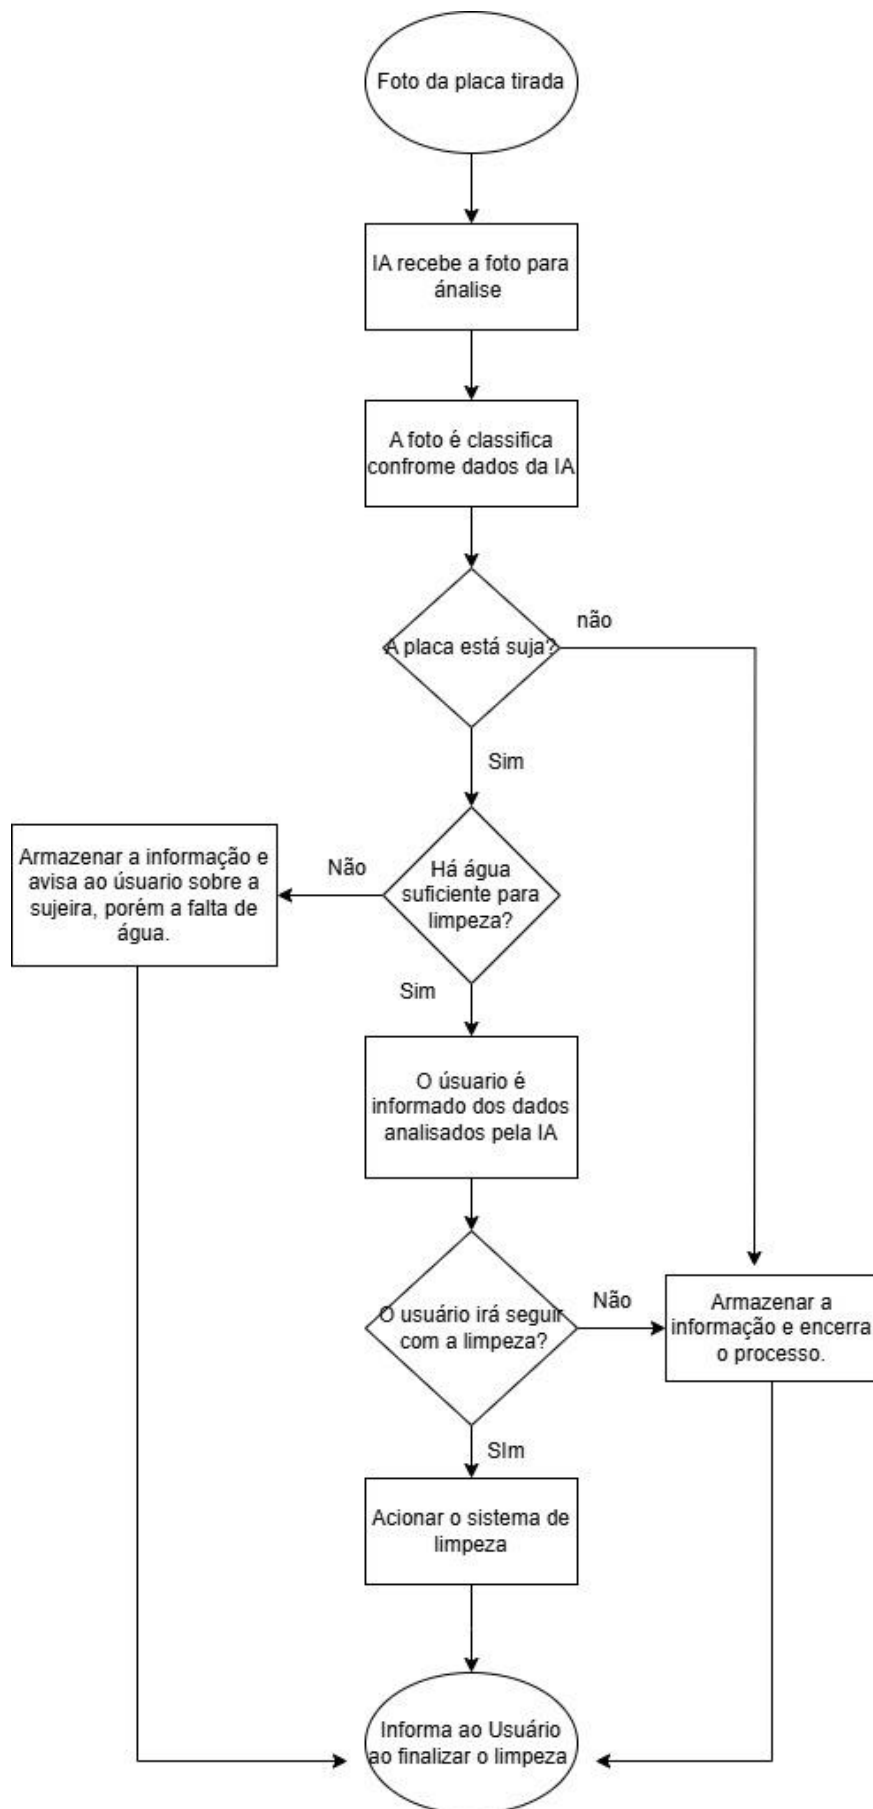 Foto da placa tirada
IA recebe a foto para
ánalise
A foto é classifica
confrome dados da IA
A placa está suja?
não
Sim
Há água
suficiente para
limpeza?
Não
Armazenar a informação e
avisa ao úsuario sobre a
sujeira, porém a falta de
água.
Sim
O úsuario é
informado dos dados
analisados pela IA
O usuário irá seguir
com a limpeza?
Não
Armazenar a
informação e encerra
o processo.
SIm
Acionar o sistema de
limpeza
Informa ao Usuário
ao finalizar o limpeza